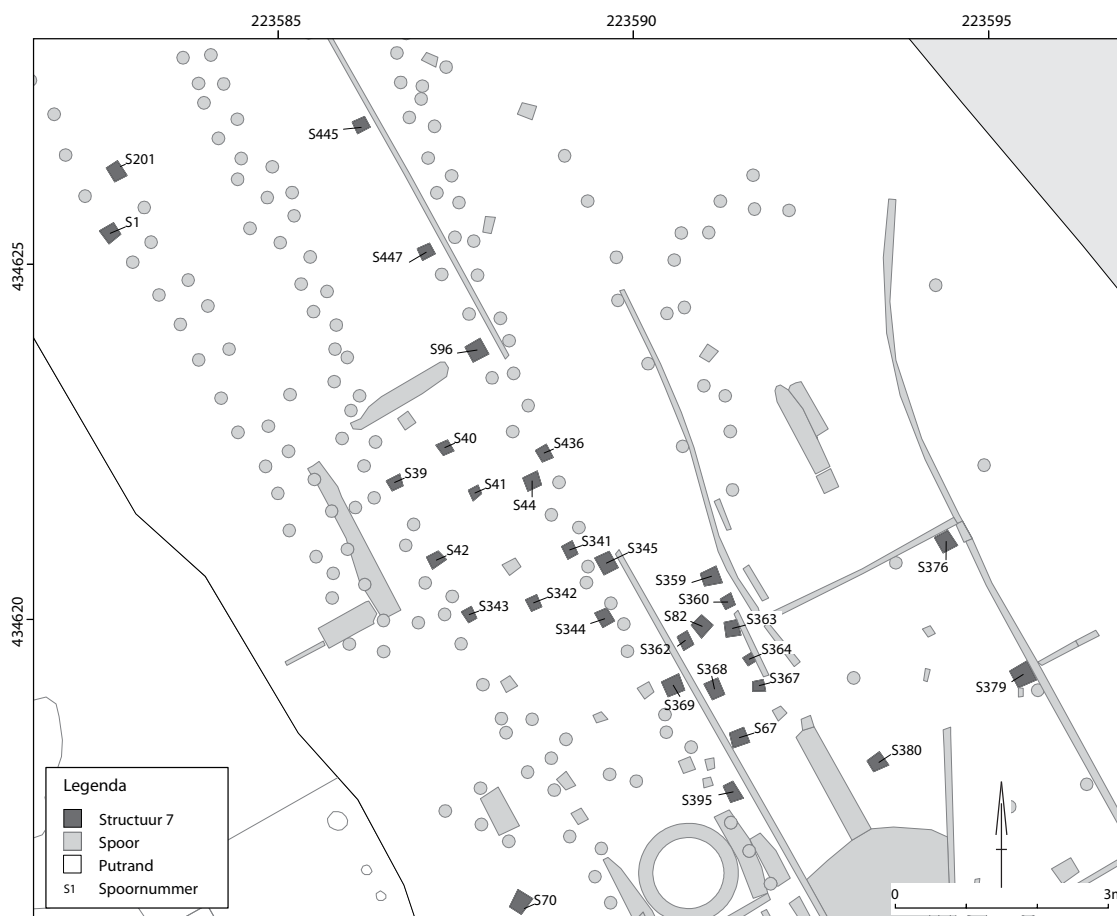 223585 223590 223595
S445
S201
S1
434625
S447
S96
S40
S436
S39
S41
S44
S42
S341
S345
S376
S359
S360
S342
434620
S343
S344
S82
S363
S362
S364
S368
S367
S379
S369
S67
S380
S395
Legenda
Structuur 7
Spoor
Putrand
S1 Spoornummer
S70
0 3m